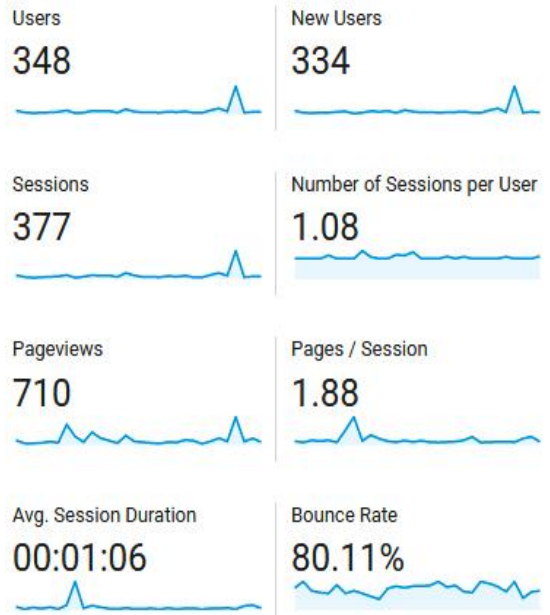 Users
348
New Users
334
Sessions
377
Number of Sessions per User
1.08
Pageviews
710
Pages / Session
1.88
Avg. Session Duration
00:01:06
Bounce Rate
80.11%